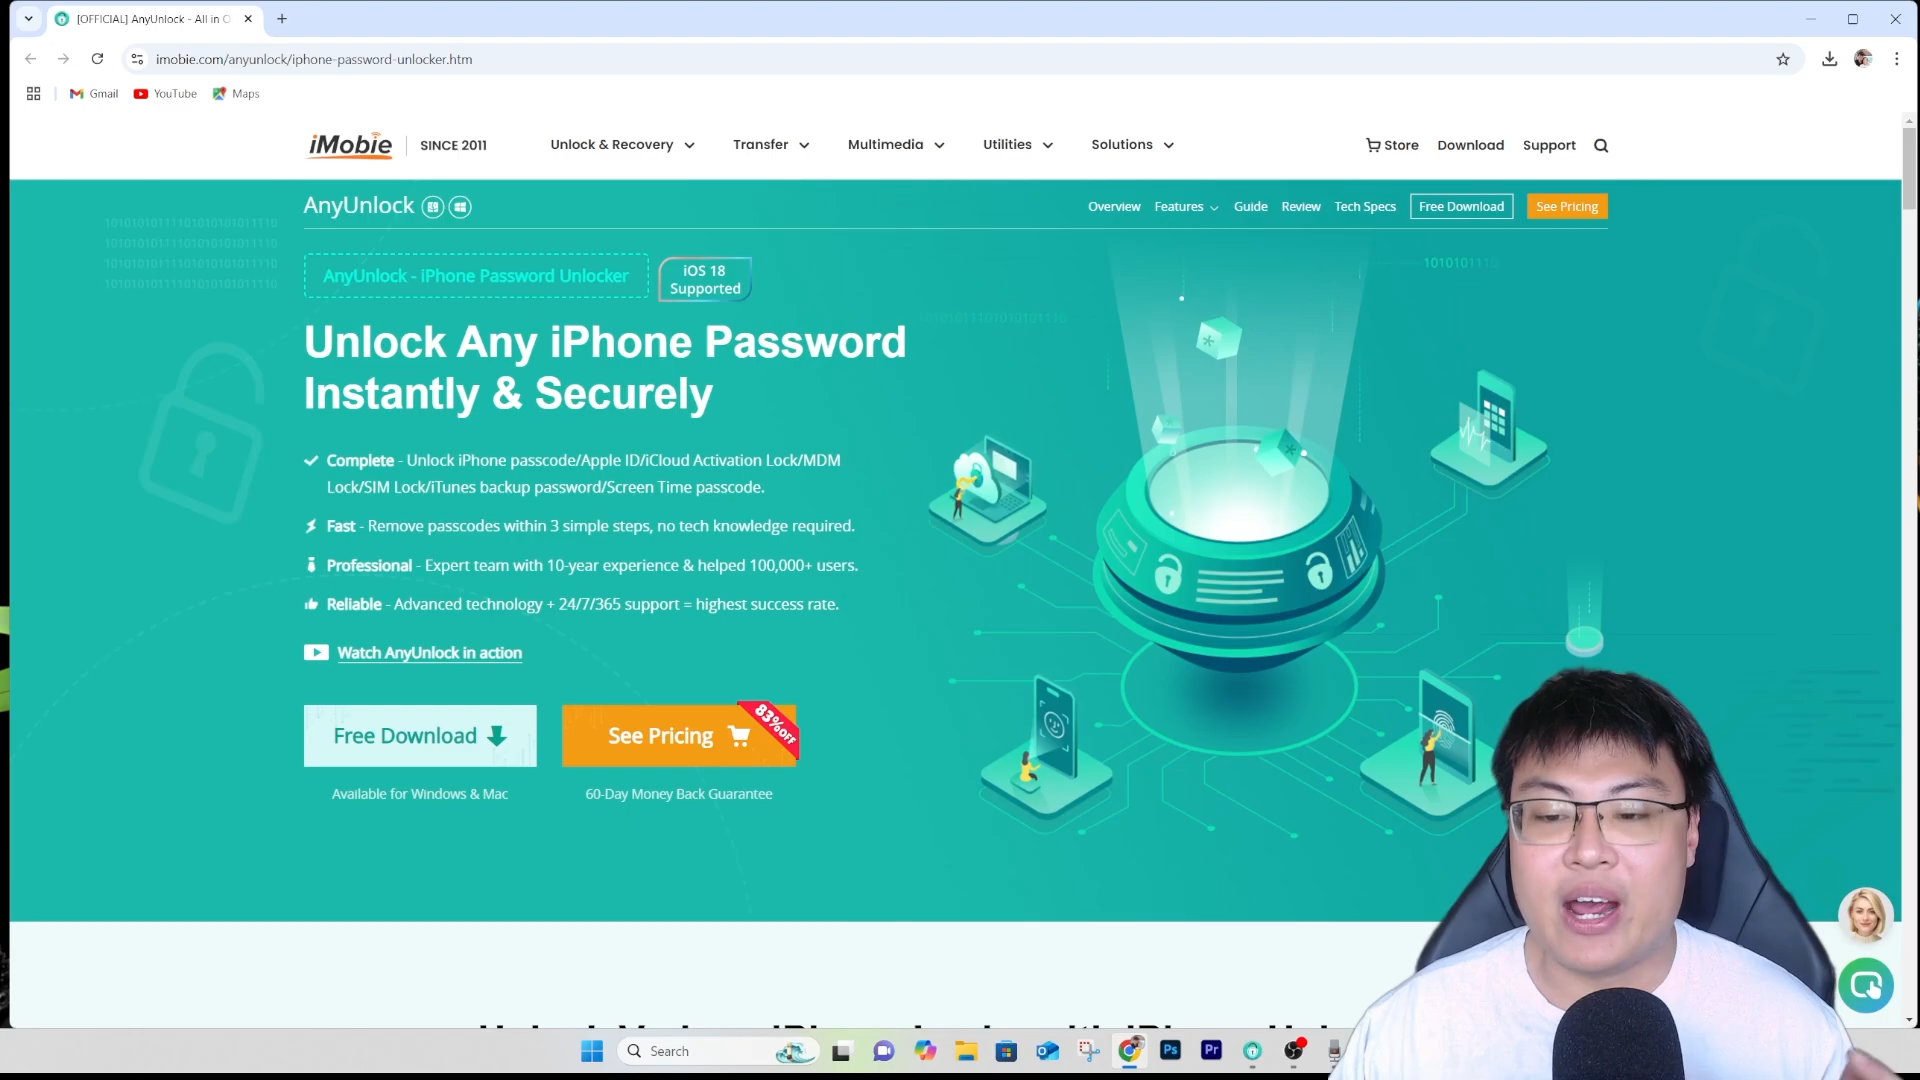 [OFFICIAL] AnyUnlock - All in O
imobie.com/anyunlock/iphone-password-unlocker.htm
Gmail
YouTube
Maps
iMobie
SINCE 2011
Unlock & Recovery
Transfer
Multimedia
Utilities
Solutions
Store
Download
Support
AnyUnlock
Overview
Features
Guide
Review
Tech Specs
Free Download
See Pricing
AnyUnlock - iPhone Password Unlocker
iOS 18
Supported
Unlock Any iPhone Password
Instantly & Securely
Complete - Unlock iPhone passcode/Apple ID/iCloud Activation Lock/MDM
Lock/SIM Lock/iTunes backup password/Screen Time passcode.
Fast - Remove passcodes within 3 simple steps, no tech knowledge required.
Professional - Expert team with 10-year experience & helped 100,000+ users.
Reliable - Advanced technology + 24/7/365 support = highest success rate.
Watch AnyUnlock in action
Free Download
See Pricing
83%OFF
Available for Windows & Mac
60-Day Money Back Guarantee
Search
Ps
Pr